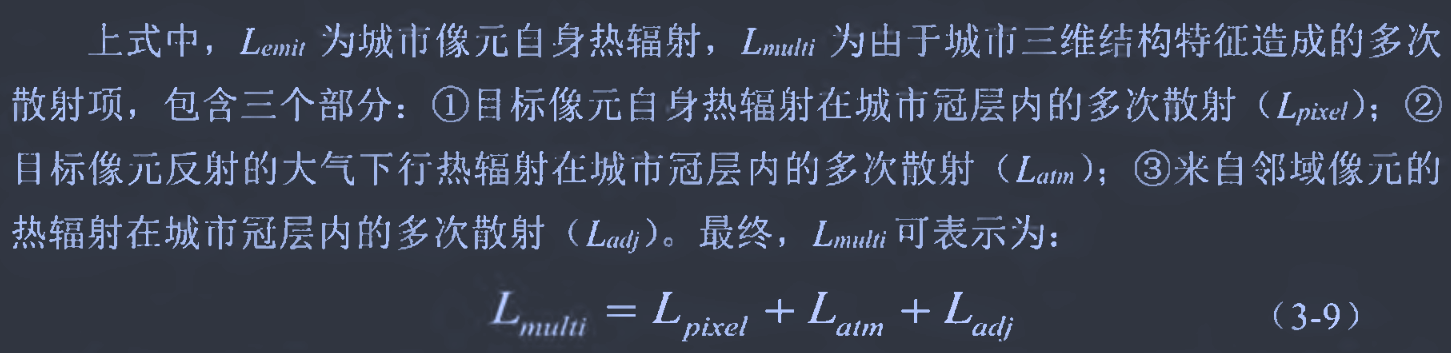 上式中，Lemit 为城市像元自身热辐射，Lmulti 为由于城市三维结构特征造成的多次
散射项，包含三个部分：①目标像元自身热辐射在城市冠层内的多次散射（Lpixel）；②
目标像元反射的大气下行热辐射在城市冠层内的多次散射（Latm）；③来自邻域像元的
热辐射在城市冠层内的多次散射（Ladj）。最终，Lmulti 可表示为：
L_multi = L_pixel + L_atm + L_adj （3-9）